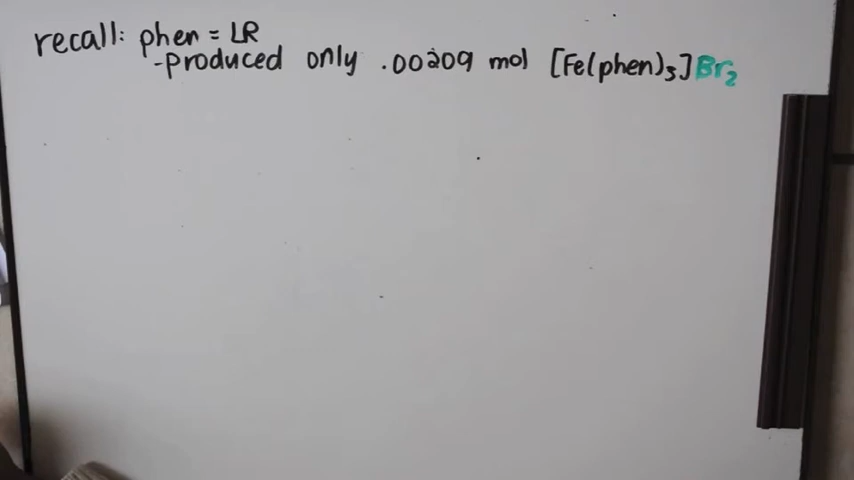 recall: phen = LR
-produced only .00209 mol [Fe(phen)3]Br2